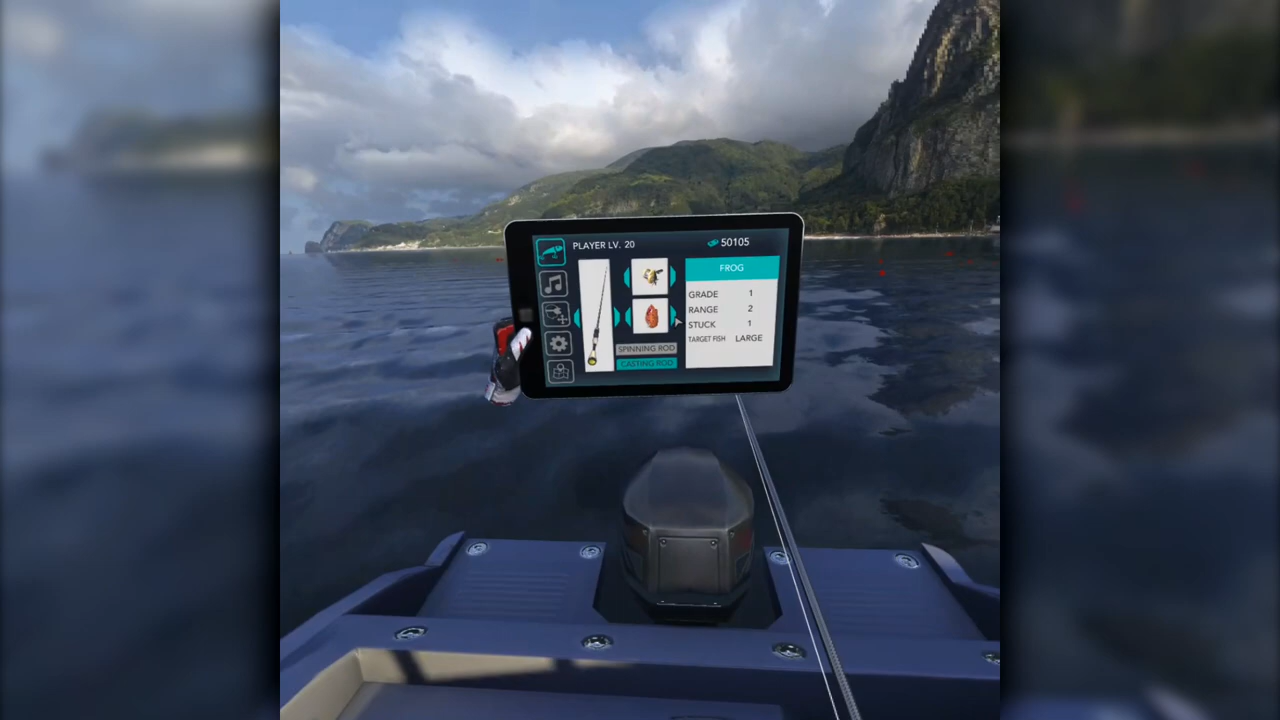 PLAYER LV. 20
50105
FROG
GRADE 1
RANGE 2
STUCK 1
TARGET FISH LARGE
SPINNING ROD
CASTING ROD